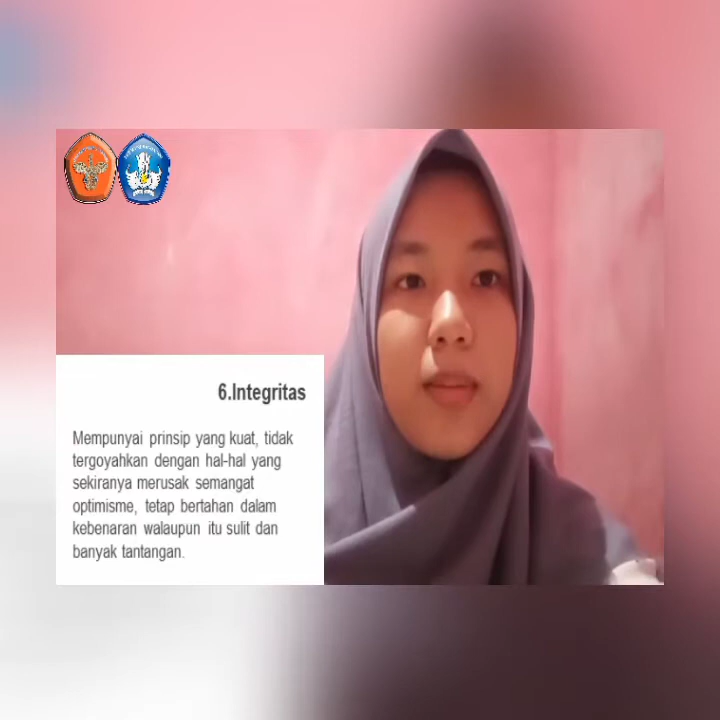 6.Integritas
Mempunyai prinsip yang kuat, tidak
tergoyahkan dengan hal-hal yang
sekiranya merusak semangat
optimisme, tetap bertahan dalam
kebenaran walaupun itu sulit dan
banyak tantangan.